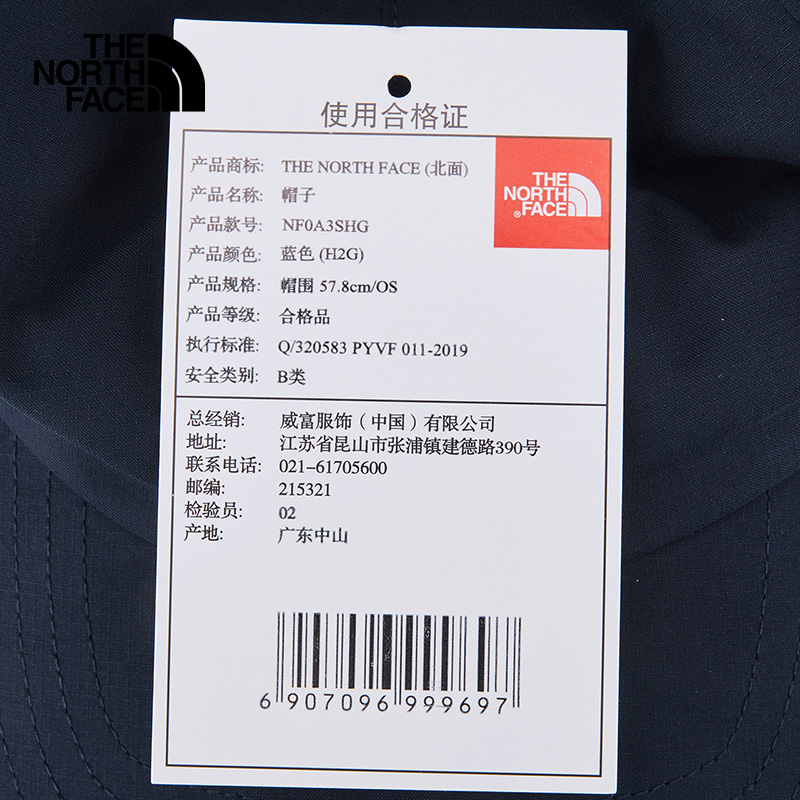 THE
NORTH
FACE
使用合格证
产品商标: THE NORTH FACE (北面)
产品名称: 帽子
产品款号: NF0A3SHG
产品颜色: 蓝色 (H2G)
产品规格: 帽围 57.8cm/OS
产品等级: 合格品
执行标准: Q/320583 PYVF 011-2019
安全类别: B类
THE
NORTH
FACE
®
总经销: 威富服饰（中国）有限公司
地址: 江苏省昆山市张浦镇建德路390号
联系电话: 021-61705600
邮编: 215321
检验员: 02
产地: 广东中山
6 907096 999697